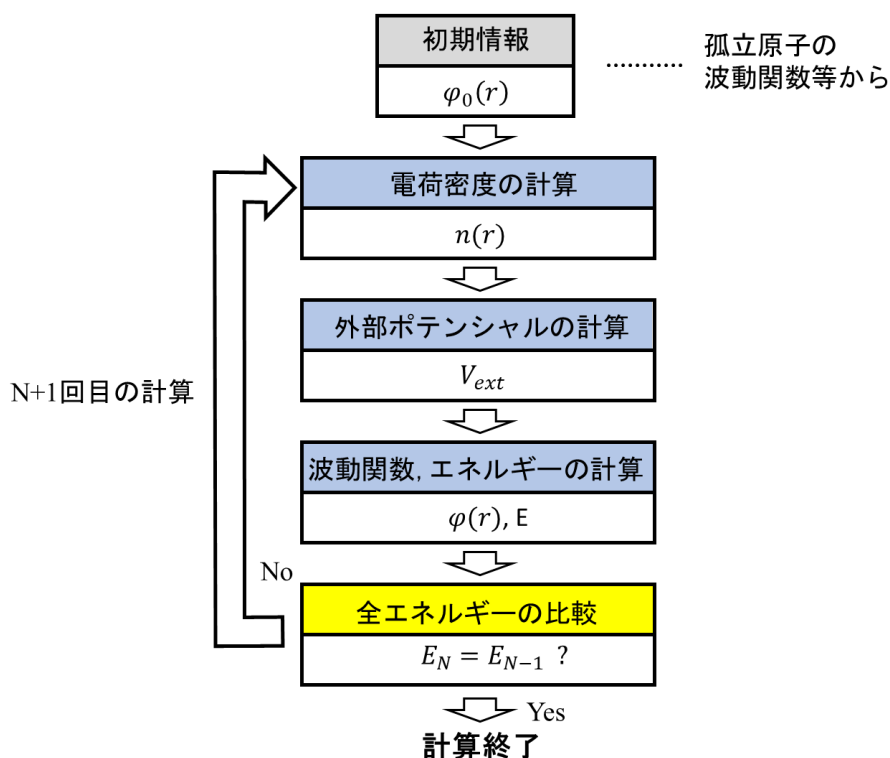 初期情報
φ₀(r)
........... 孤立原子の
波動関数等から
電荷密度の計算
n(r)
外部ポテンシャルの計算
V_ext
N+1回目の計算
波動関数, エネルギーの計算
φ(r), E
No
全エネルギーの比較
E_N = E_{N−1} ?
Yes
計算終了